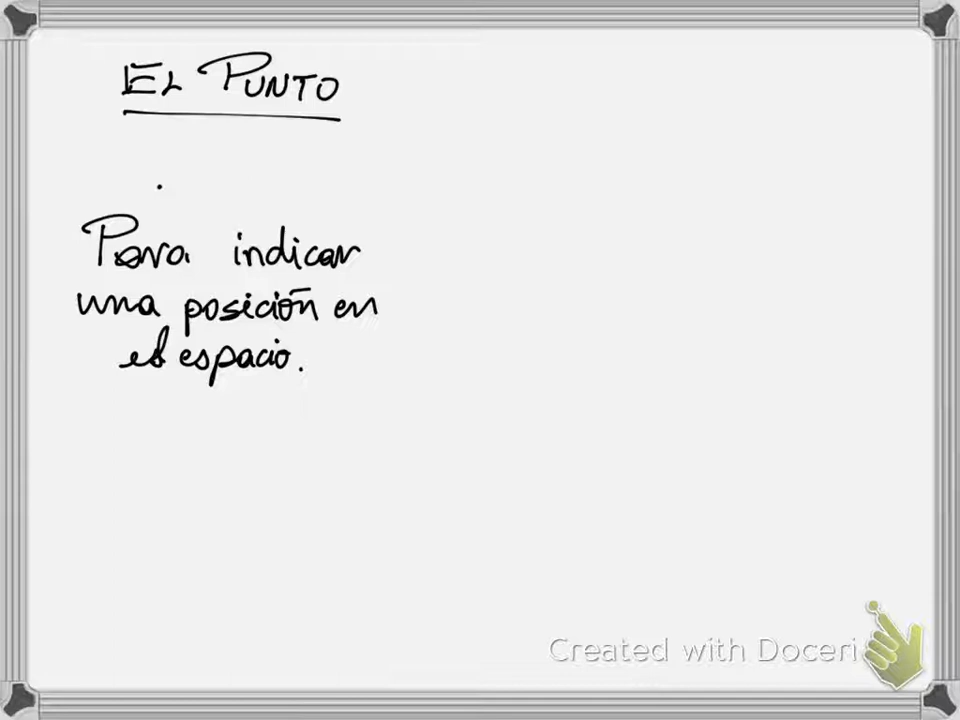 EL PUNTO
.
Para indicar
una posición en
el espacio.
Created with Doceri